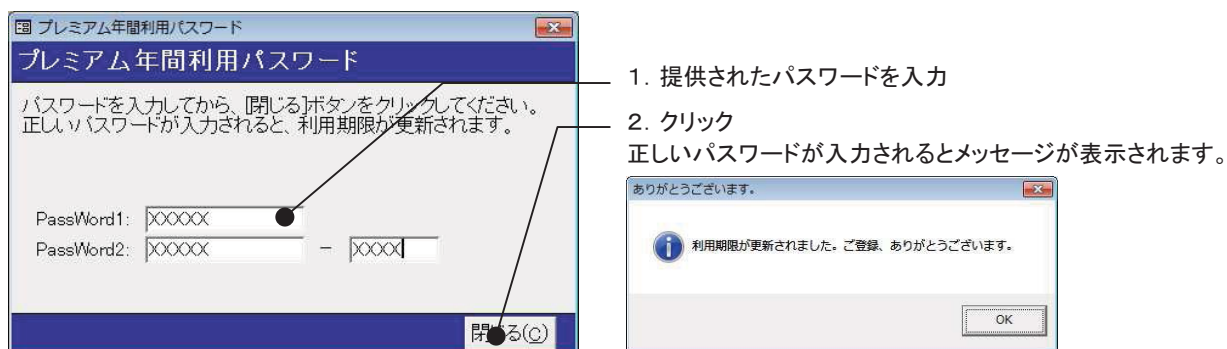 プレミアム年間利用パスワード
プレミアム年間利用パスワード
パスワードを入力してから、[閉じる]ボタンをクリックしてください。
正しいパスワードが入力されると、利用期限が更新されます。
PassWord1: XXXXX
PassWord2: XXXXX － XXXX
閉じる(C)
1．提供されたパスワードを入力
2．クリック
正しいパスワードが入力されるとメッセージが表示されます。
ありがとうございます。
利用期限が更新されました。ご登録、ありがとうございます。
OK